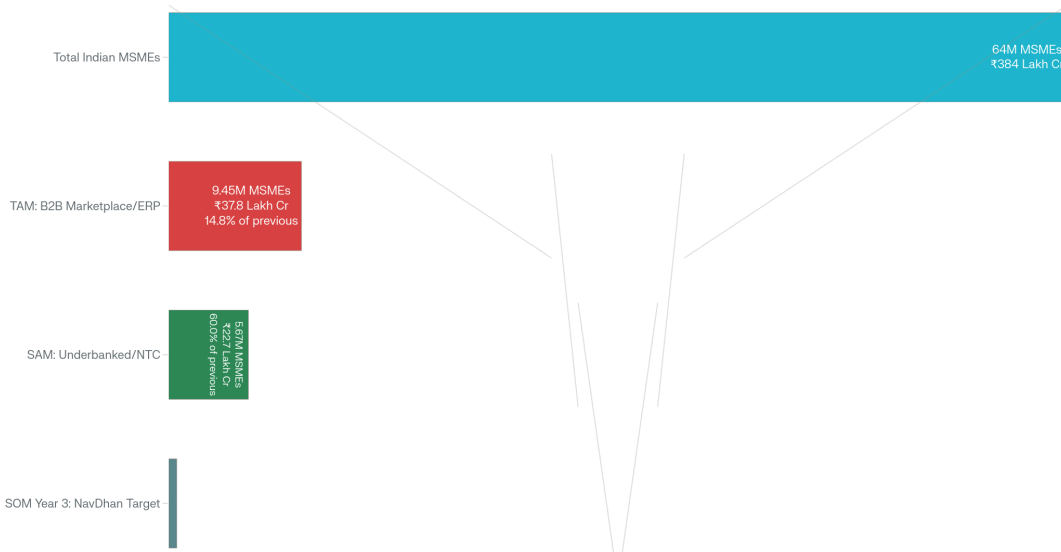 Total Indian MSMEs
64M MSMEs
₹384 Lakh Cr
TAM: B2B Marketplace/ERP
9.45M MSMEs
₹37.8 Lakh Cr
14.8% of previous
SAM: Underbanked/NTC
5.67M MSMEs
₹22.7 Lakh Cr
60.0% of previous
SOM Year 3: NavDhan Target